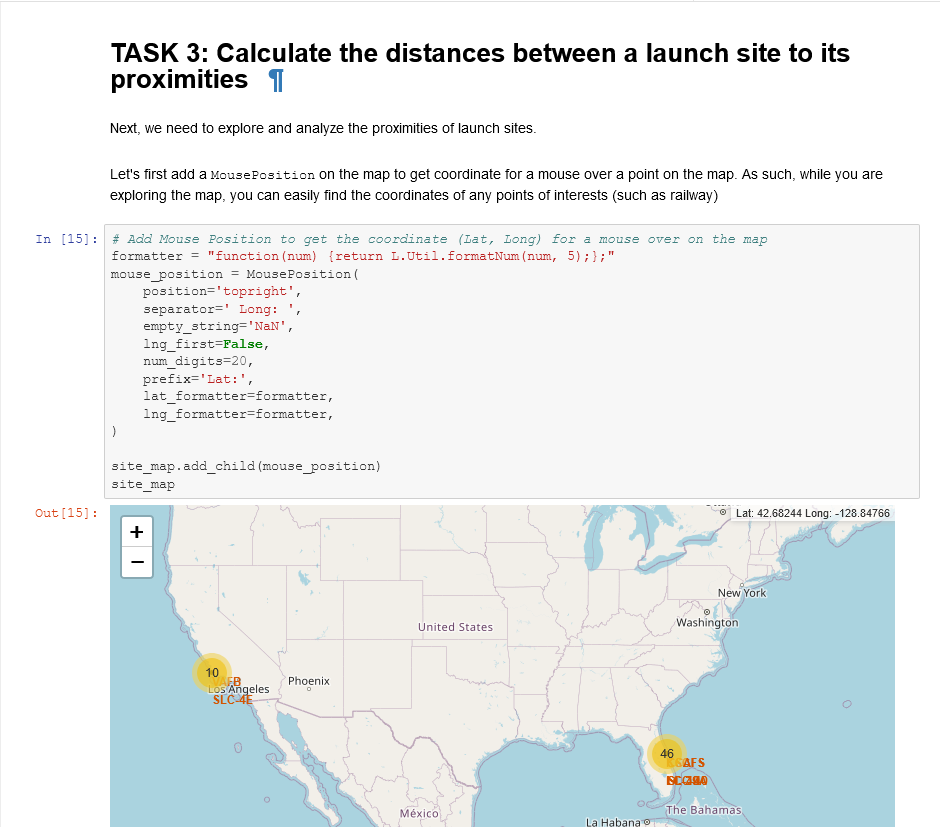 TASK 3: Calculate the distances between a launch site to its
proximities ¶
Next, we need to explore and analyze the proximities of launch sites.
Let's first add a MousePosition on the map to get coordinate for a mouse over a point on the map. As such, while you are
exploring the map, you can easily find the coordinates of any points of interests (such as railway)
In [15]:
# Add Mouse Position to get the coordinate (Lat, Long) for a mouse over on the map
formatter = "function(num) {return L.Util.formatNum(num, 5);};"
mouse_position = MousePosition(
    position='topright',
    separator=' Long: ',
    empty_string='NaN',
    lng_first=False,
    num_digits=20,
    prefix='Lat:',
    lat_formatter=formatter,
    lng_formatter=formatter,
)
site_map.add_child(mouse_position)
site_map
Out[15]:
+
−
Lat: 42.68244 Long: -128.84766
New York
Washington
United States
10
Los Angeles
SLC-4E
Phoenix
46
México
The Bahamas
La Habana